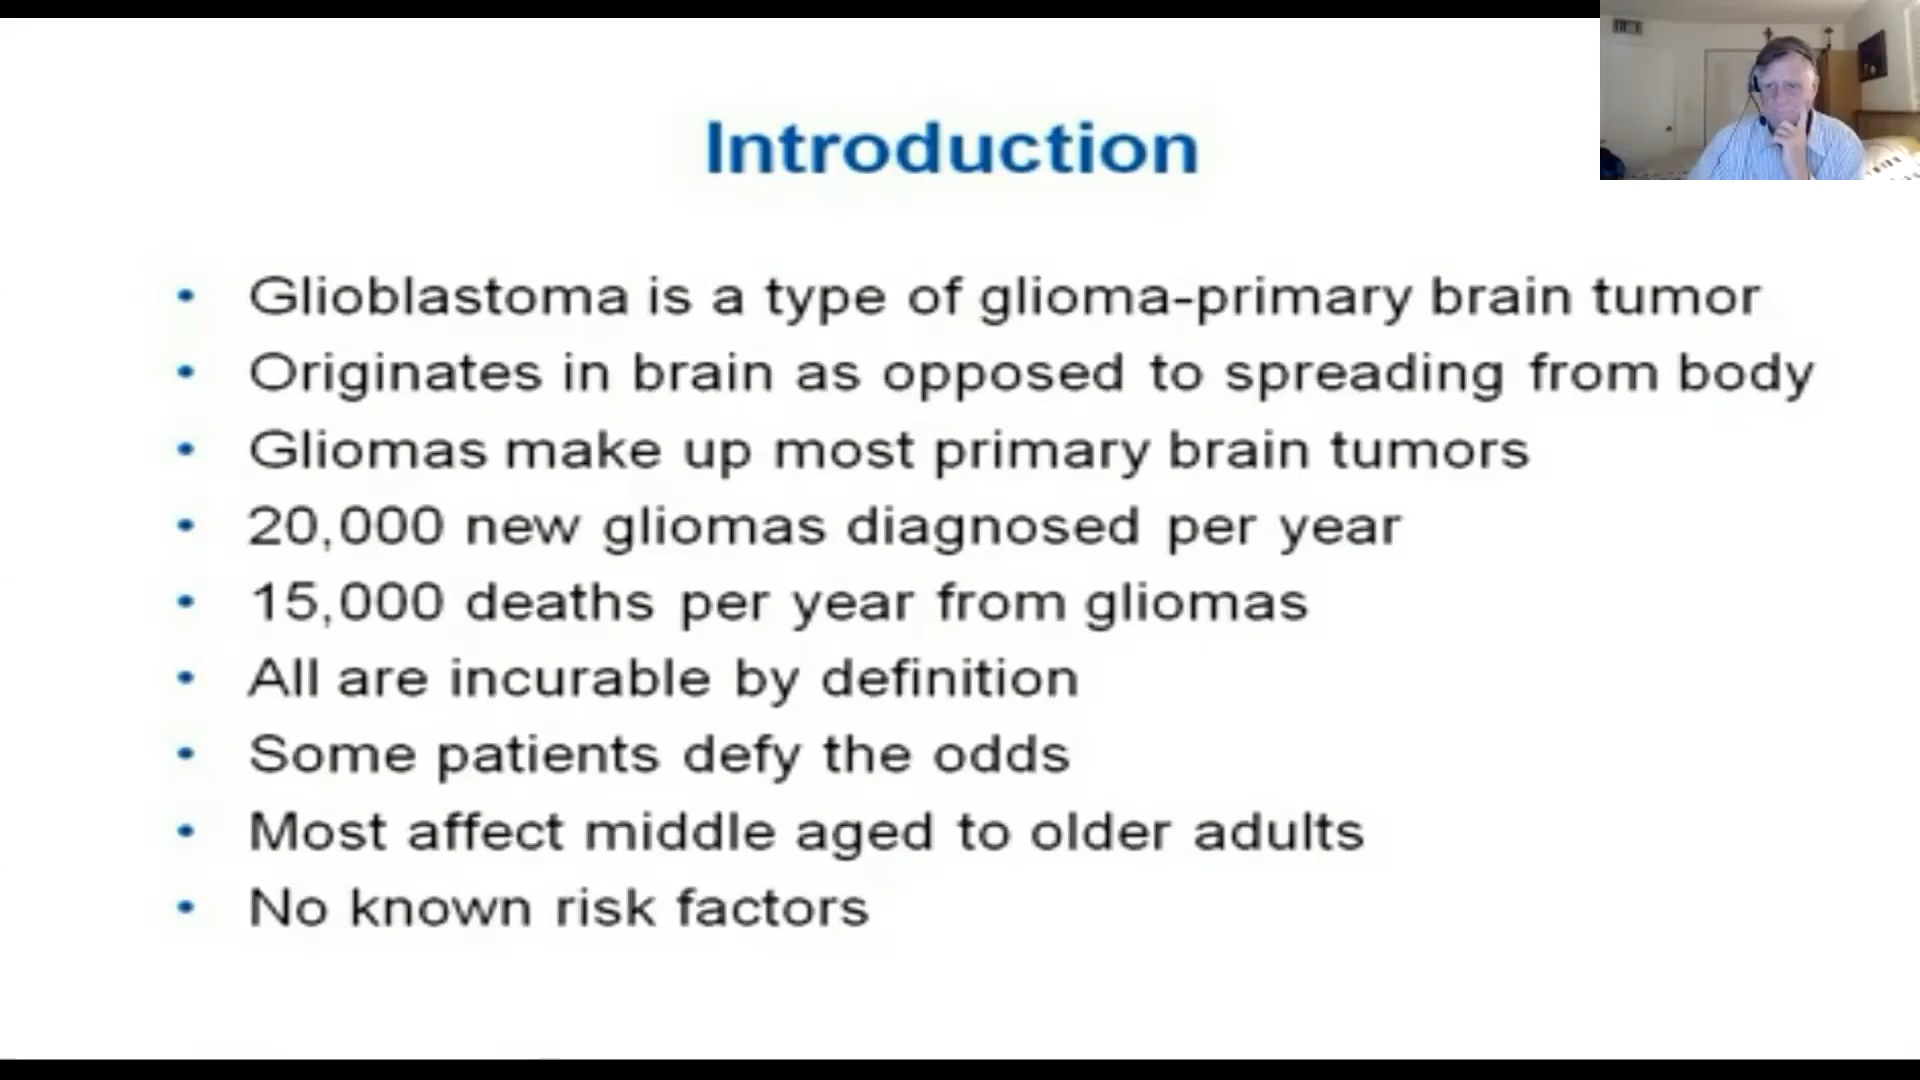 Introduction
• Glioblastoma is a type of glioma-primary brain tumor
• Originates in brain as opposed to spreading from body
• Gliomas make up most primary brain tumors
• 20,000 new gliomas diagnosed per year
• 15,000 deaths per year from gliomas
• All are incurable by definition
• Some patients defy the odds
• Most affect middle aged to older adults
• No known risk factors